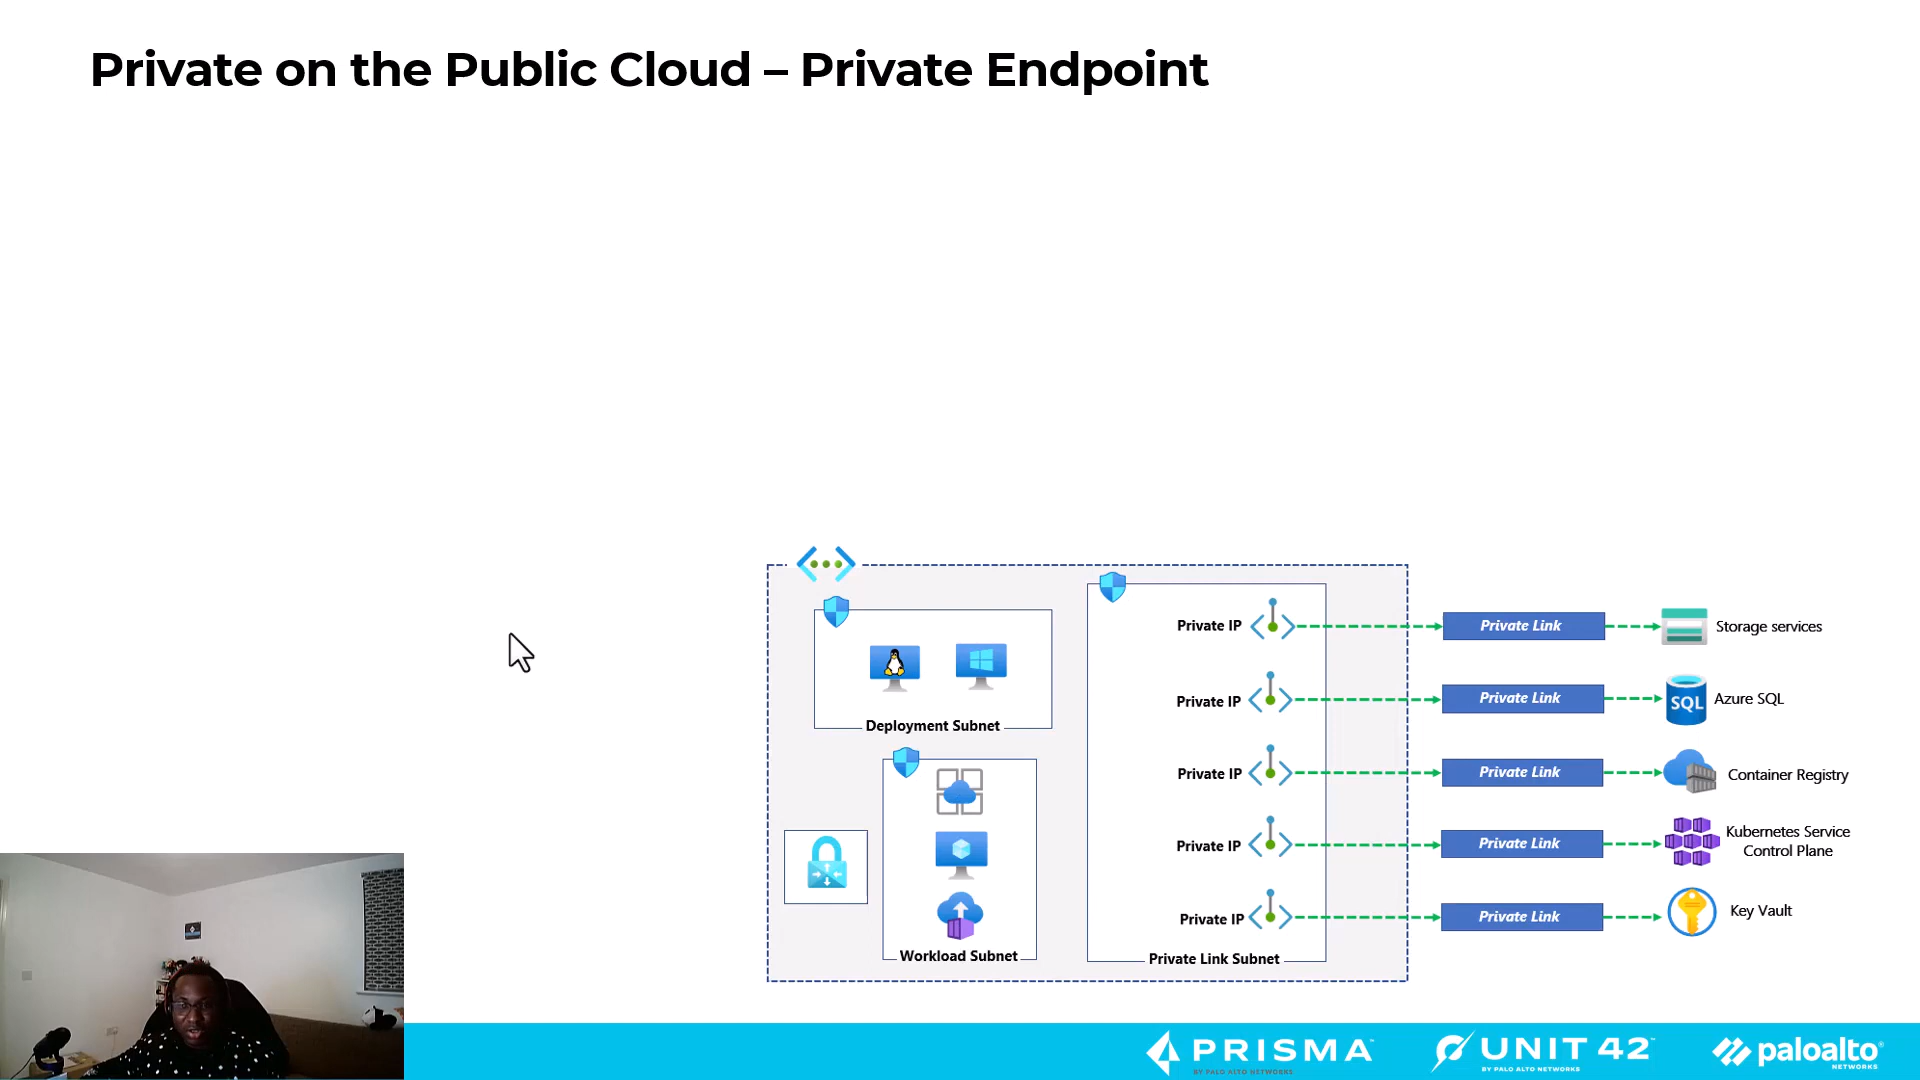 Private on the Public Cloud – Private Endpoint
Private IP
Private Link
Storage services
Private IP
Private Link
SQL
Azure SQL
Deployment Subnet
Private IP
Private Link
Container Registry
Private IP
Private Link
Kubernetes Service
Control Plane
Private IP
Private Link
Key Vault
Workload Subnet
Private Link Subnet
PRISMA™
BY PALO ALTO NETWORKS
UNIT 42™
BY PALO ALTO NETWORKS
paloalto®
NETWORKS